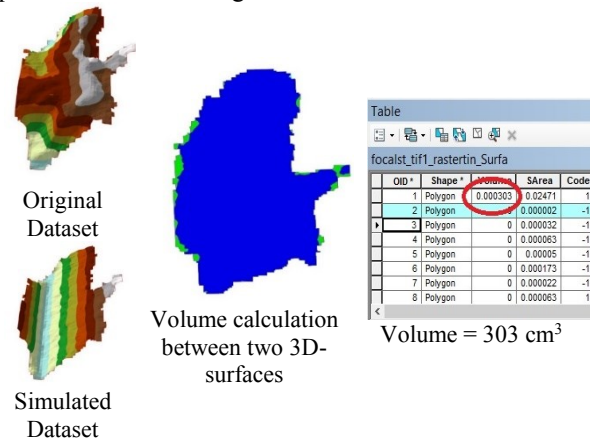 Original
Dataset
Simulated
Dataset
Volume calculation
between two 3D-
surfaces
Table
focalst_tif1_rastertin_Surfa
OID * Shape * Volume SArea Code
1 Polygon 0.000303 0.02471 1
2 Polygon 0 0.000002 -1
3 Polygon 0 0.000032 -1
4 Polygon 0 0.000063 -1
5 Polygon 0 0.00005 -1
6 Polygon 0 0.000173 -1
7 Polygon 0 0.000022 -1
8 Polygon 0 0.000063 1
Volume = 303 cm³